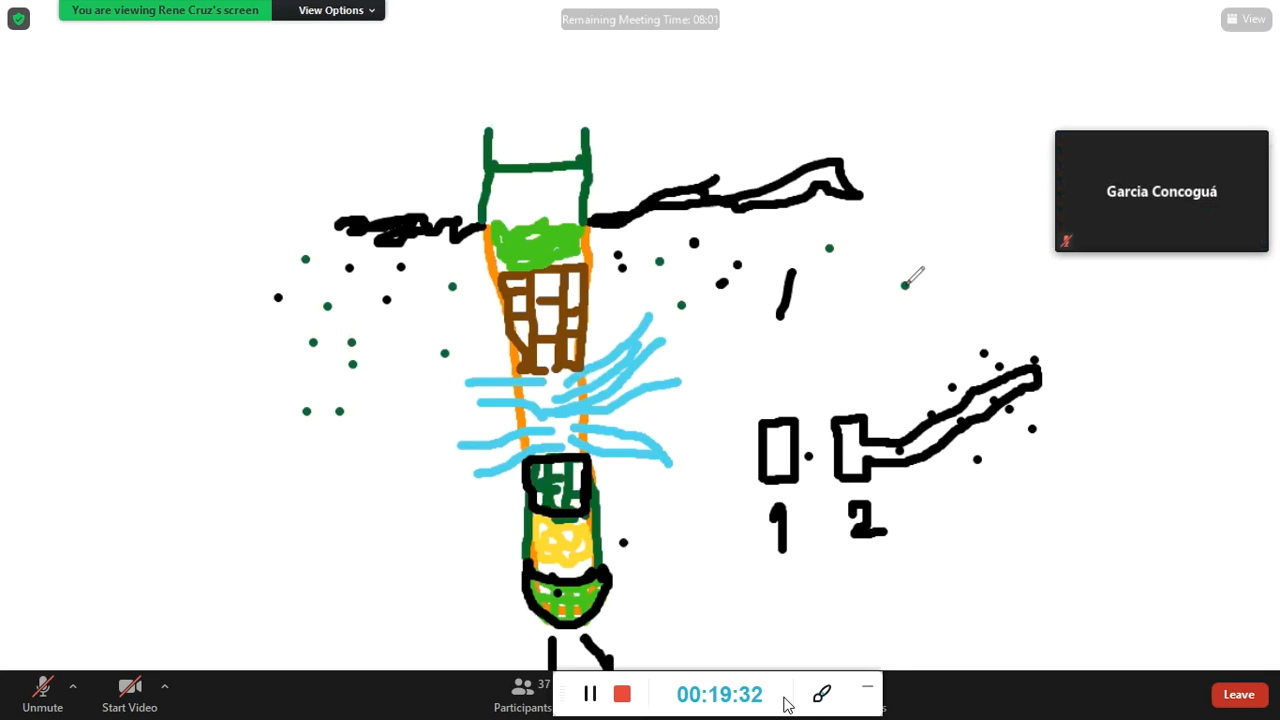 You are viewing Rene Cruz's screen
View Options
Remaining Meeting Time: 08:01
View
Garcia Concoguá
1
2
Unmute
Start Video
Participants
37
00:19:32
Leave